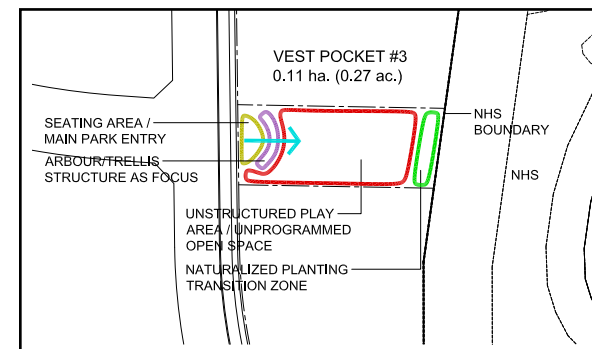 VEST POCKET #3
0.11 ha. (0.27 ac.)
SEATING AREA /
MAIN PARK ENTRY
ARBOUR/TRELLIS
STRUCTURE AS FOCUS
NHS
BOUNDARY
NHS
UNSTRUCTURED PLAY
AREA / UNPROGRAMMED
OPEN SPACE
NATURALIZED PLANTING
TRANSITION ZONE